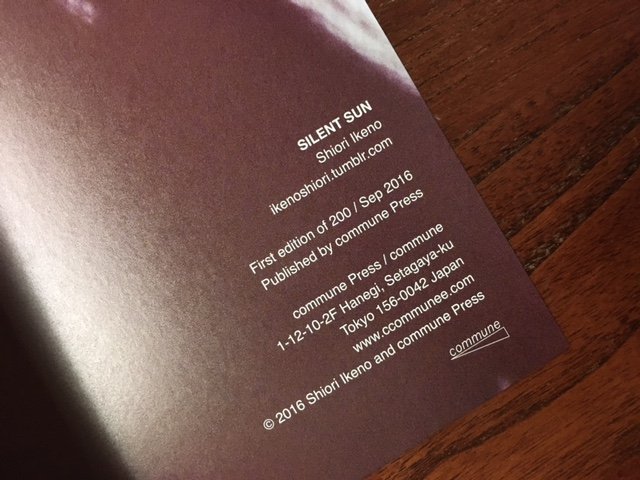 SILENT SUN
Shiori Ikeno
ikenoshiori.tumblr.com
First edition of 200 / Sep 2016
Published by commune Press
commune Press / commune
1-12-10-2F Hanegi, Setagaya-ku
Tokyo 156-0042 Japan
www.ccommunee.com
© 2016 Shiori Ikeno and commune Press
commune